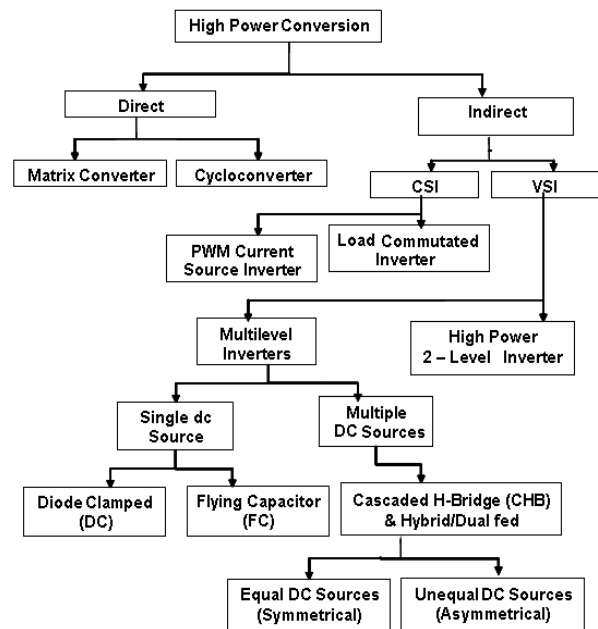 High Power Conversion
Direct
Indirect
Matrix Converter
Cycloconverter
CSI
VSI
PWM Current
Source Inverter
Load Commutated
Inverter
Multilevel
Inverters
High Power
2 – Level Inverter
Single dc
Source
Multiple
DC Sources
Diode Clamped
(DC)
Flying Capacitor
(FC)
Cascaded H-Bridge (CHB)
& Hybrid/Dual fed
Equal DC Sources
(Symmetrical)
Unequal DC Sources
(Asymmetrical)